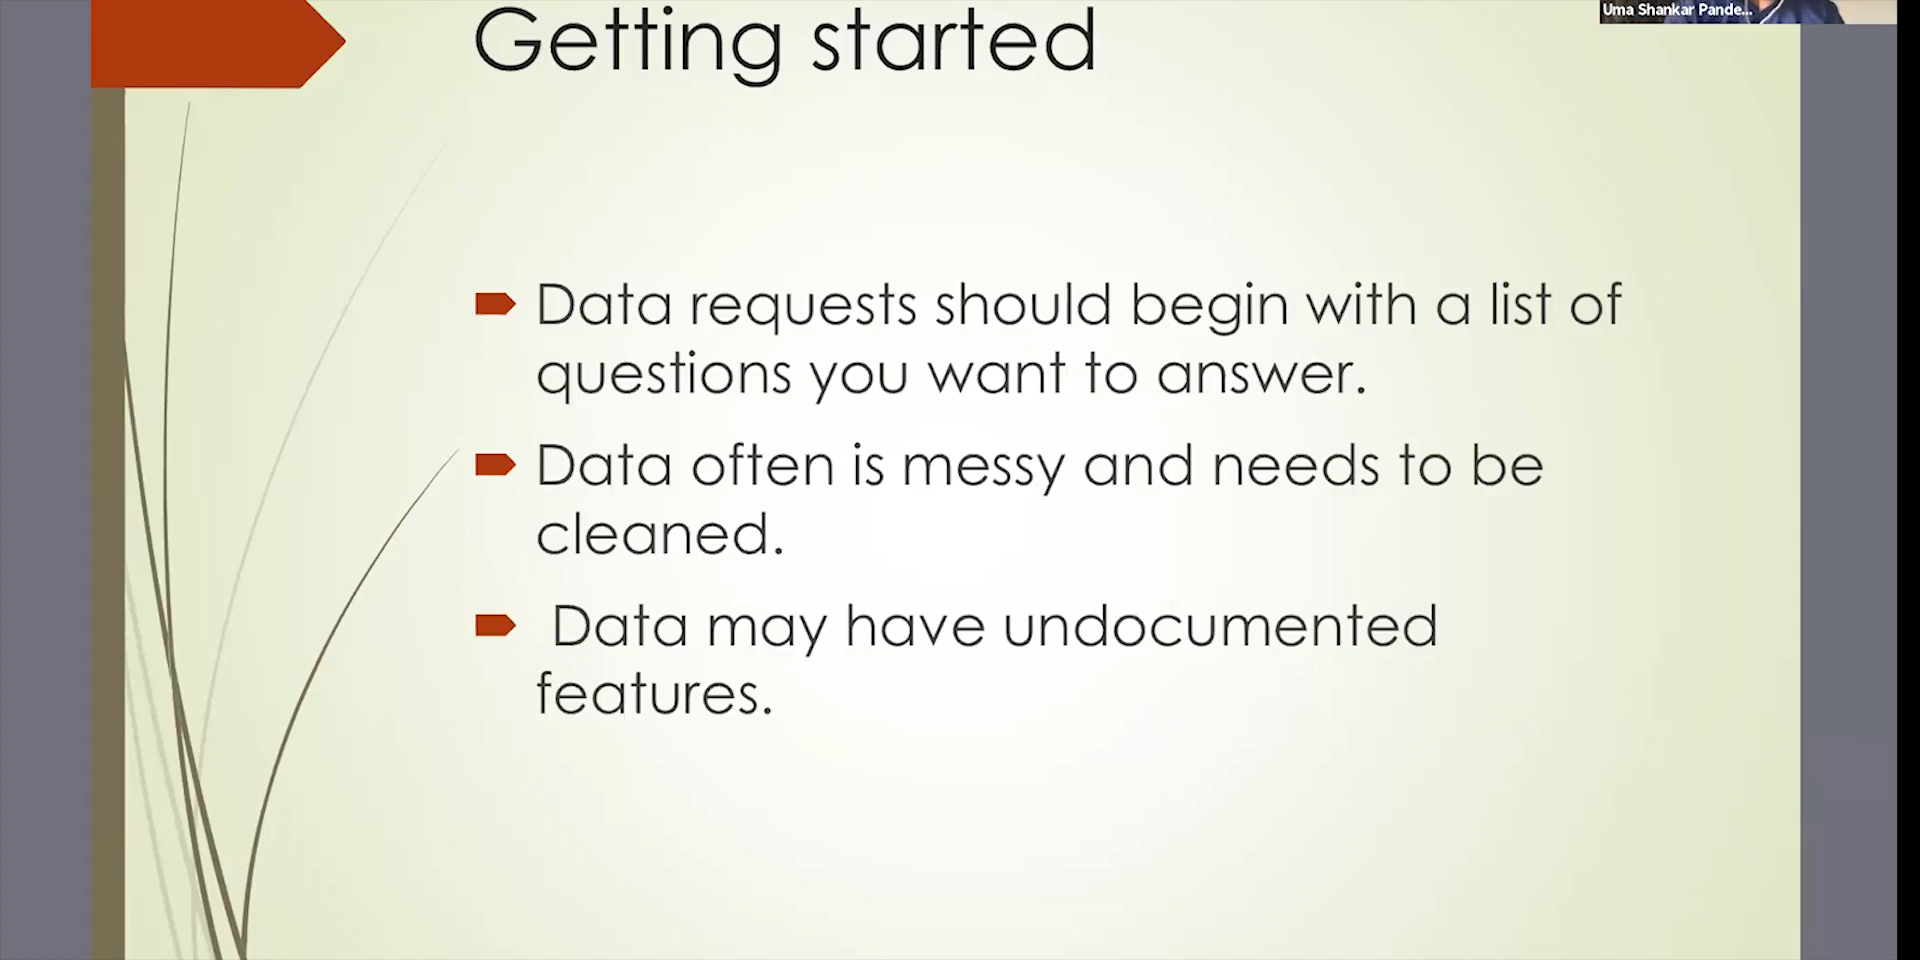 Getting started
Uma Shankar Pande...
Data requests should begin with a list of
questions you want to answer.
Data often is messy and needs to be
cleaned.
Data may have undocumented
features.